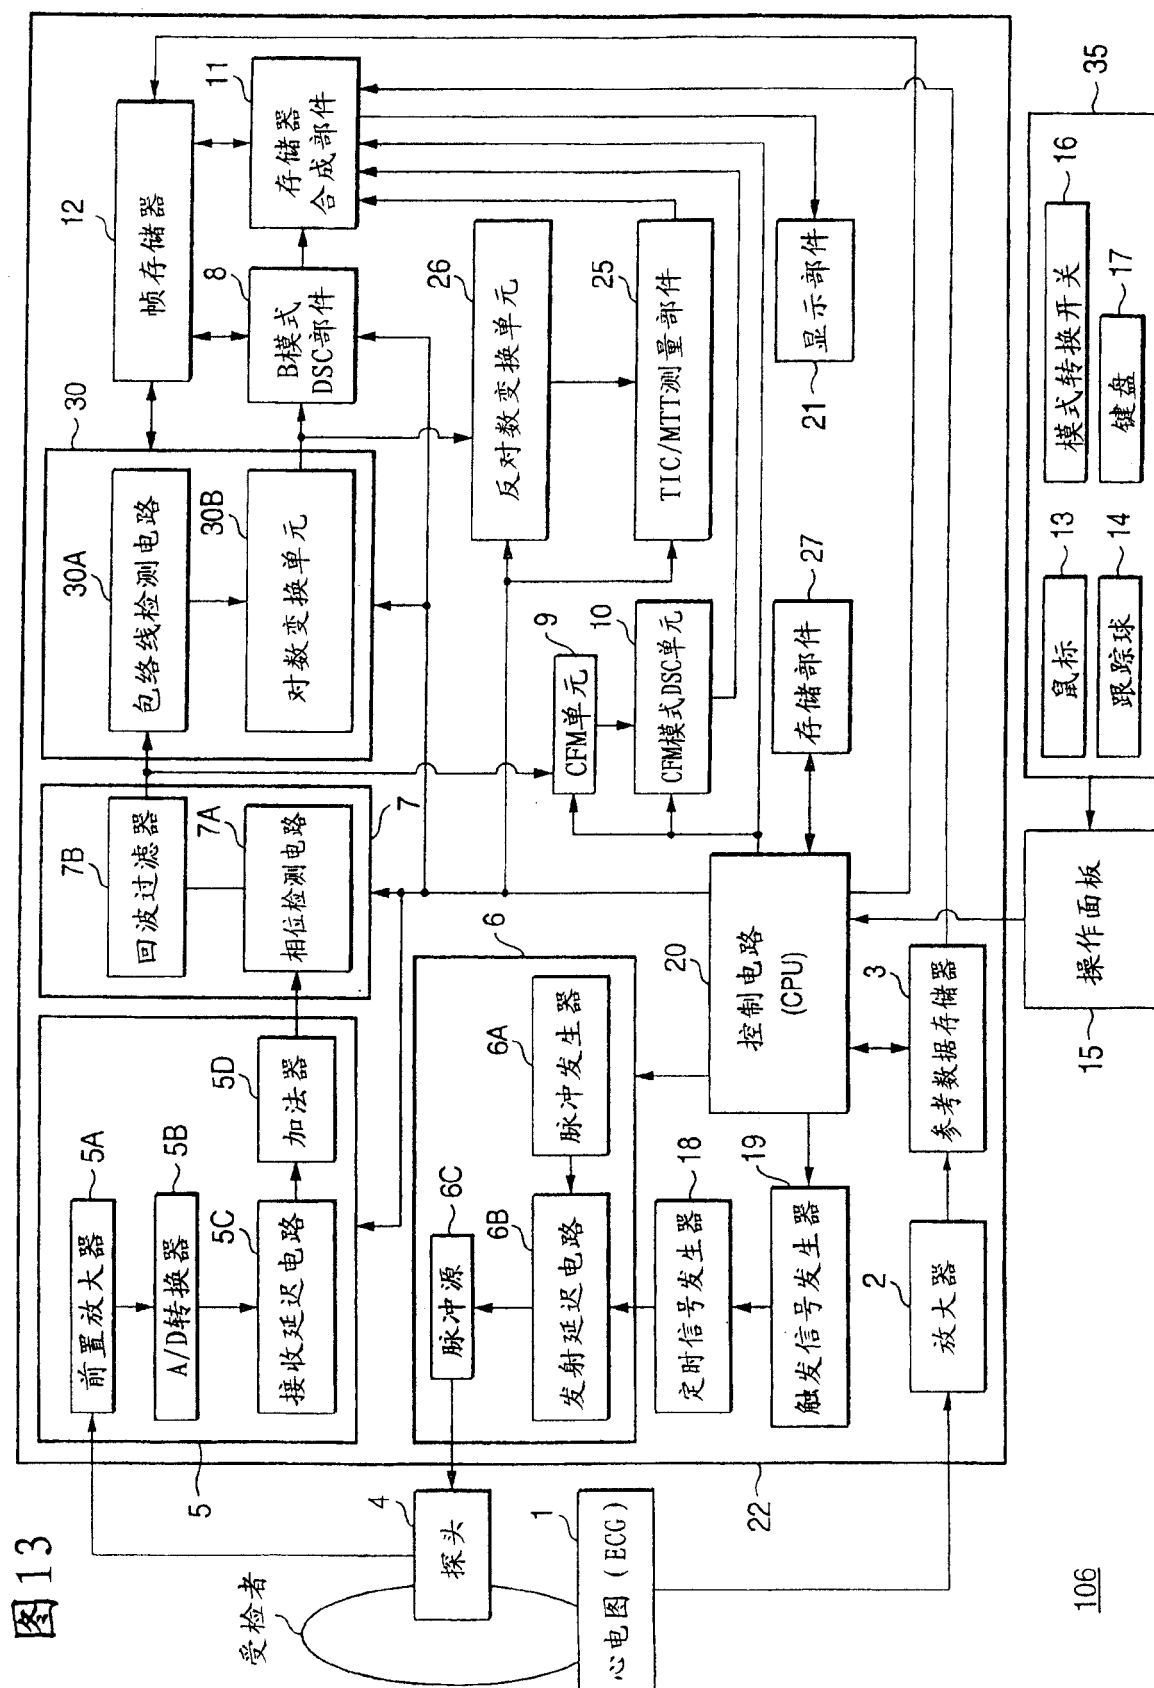 图13
受检者
探头
4
心电图(ECG)
1
22
5
前置放大器
5A
A/D转换器
5B
接收延迟电路
5C
加法器
5D
7
回波过滤器
7B
相位检测电路
7A
30
包络线检测电路
30A
对数变换单元
30B
帧存储器
12
B模式
DSC部件
8
存储器
合成部件
11
反对数变换单元
26
TIC/MTT测量部件
25
CFM单元
9
CFM模式DSC单元
10
存储部件
27
显示部件
21
6
脉冲发生器
6A
发射延迟电路
6B
脉冲源
6C
定时信号发生器
18
触发信号发生器
19
控制电路
(CPU)
20
放大器
2
参考数据存储器
3
操作面板
15
35
鼠标
13
跟踪球
14
模式转换开关
16
键盘
17
106